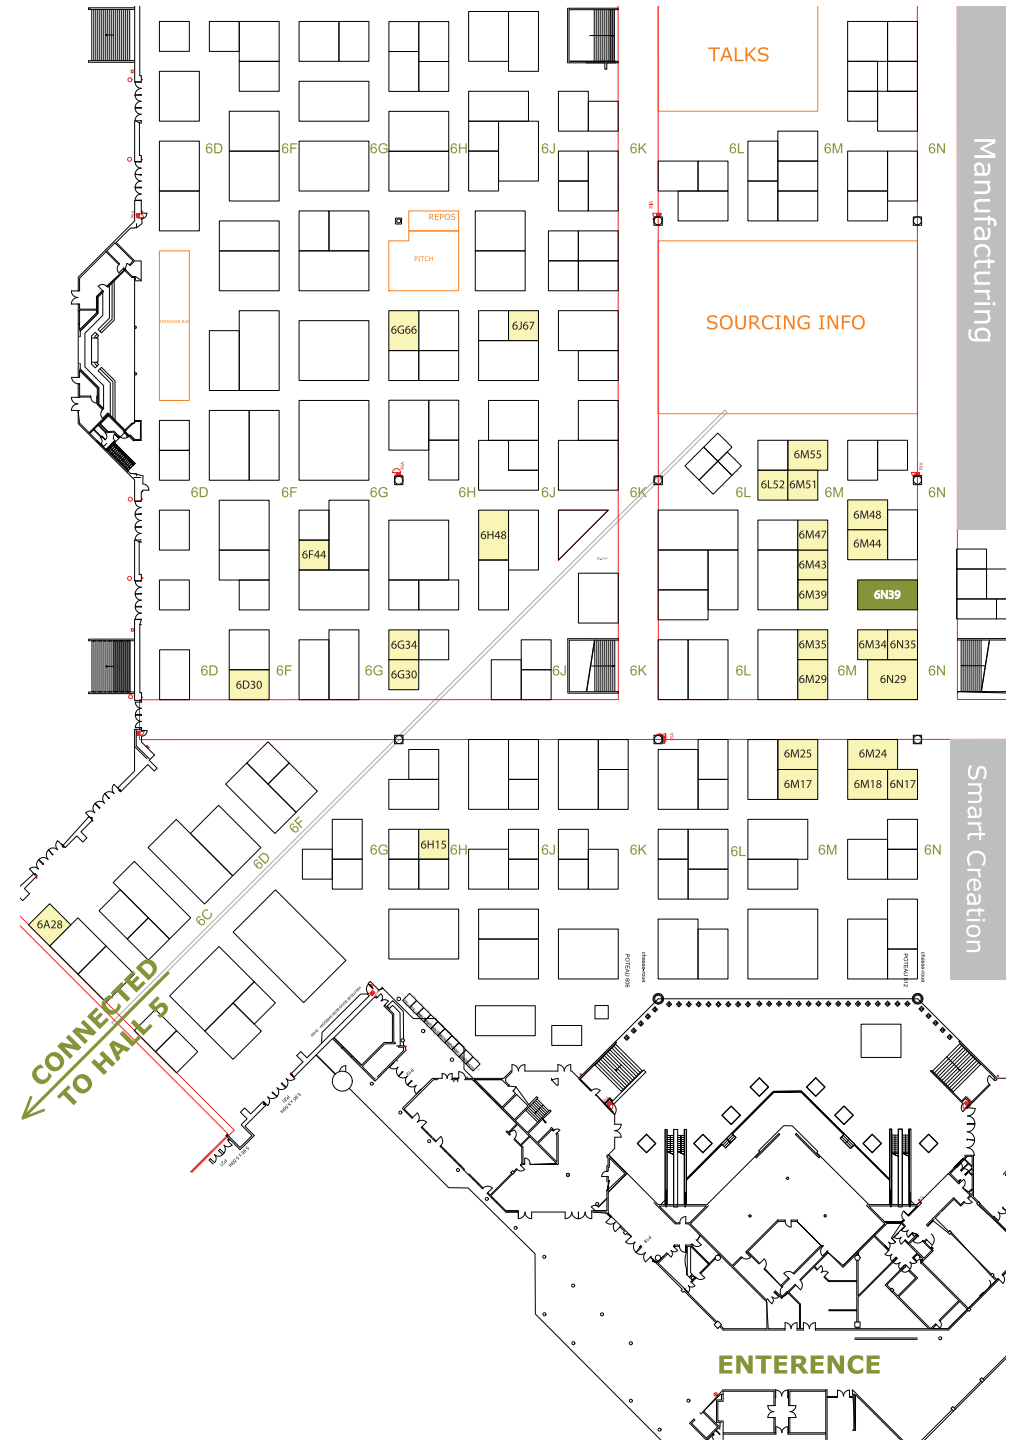 TALKS
6D 6F 6G 6H 6J 6K 6L 6M 6N
Manufacturing
REPOS
PITCH
SOURCING INFO
6G66
6J67
6M55
6L52 6M51
6D 6F 6G 6H 6J 6K 6L 6M 6N
6M48
6M44
6H48
6F44
6M47
6M43
6M39
6N39
6G34
6G30
6M35
6M34 6N35
6M29
6N29
6D 6F 6G 6J 6K 6L 6M 6N
6D30
6M25
6M24
6M17
6M18 6N17
Smart Creation
6F
6H15
6G 6H 6J 6K 6L 6M 6N
6D
6C
6A28
CONNECTED
TO HALL 5
POTEAU 606
POTEAU 612
ENTERENCE